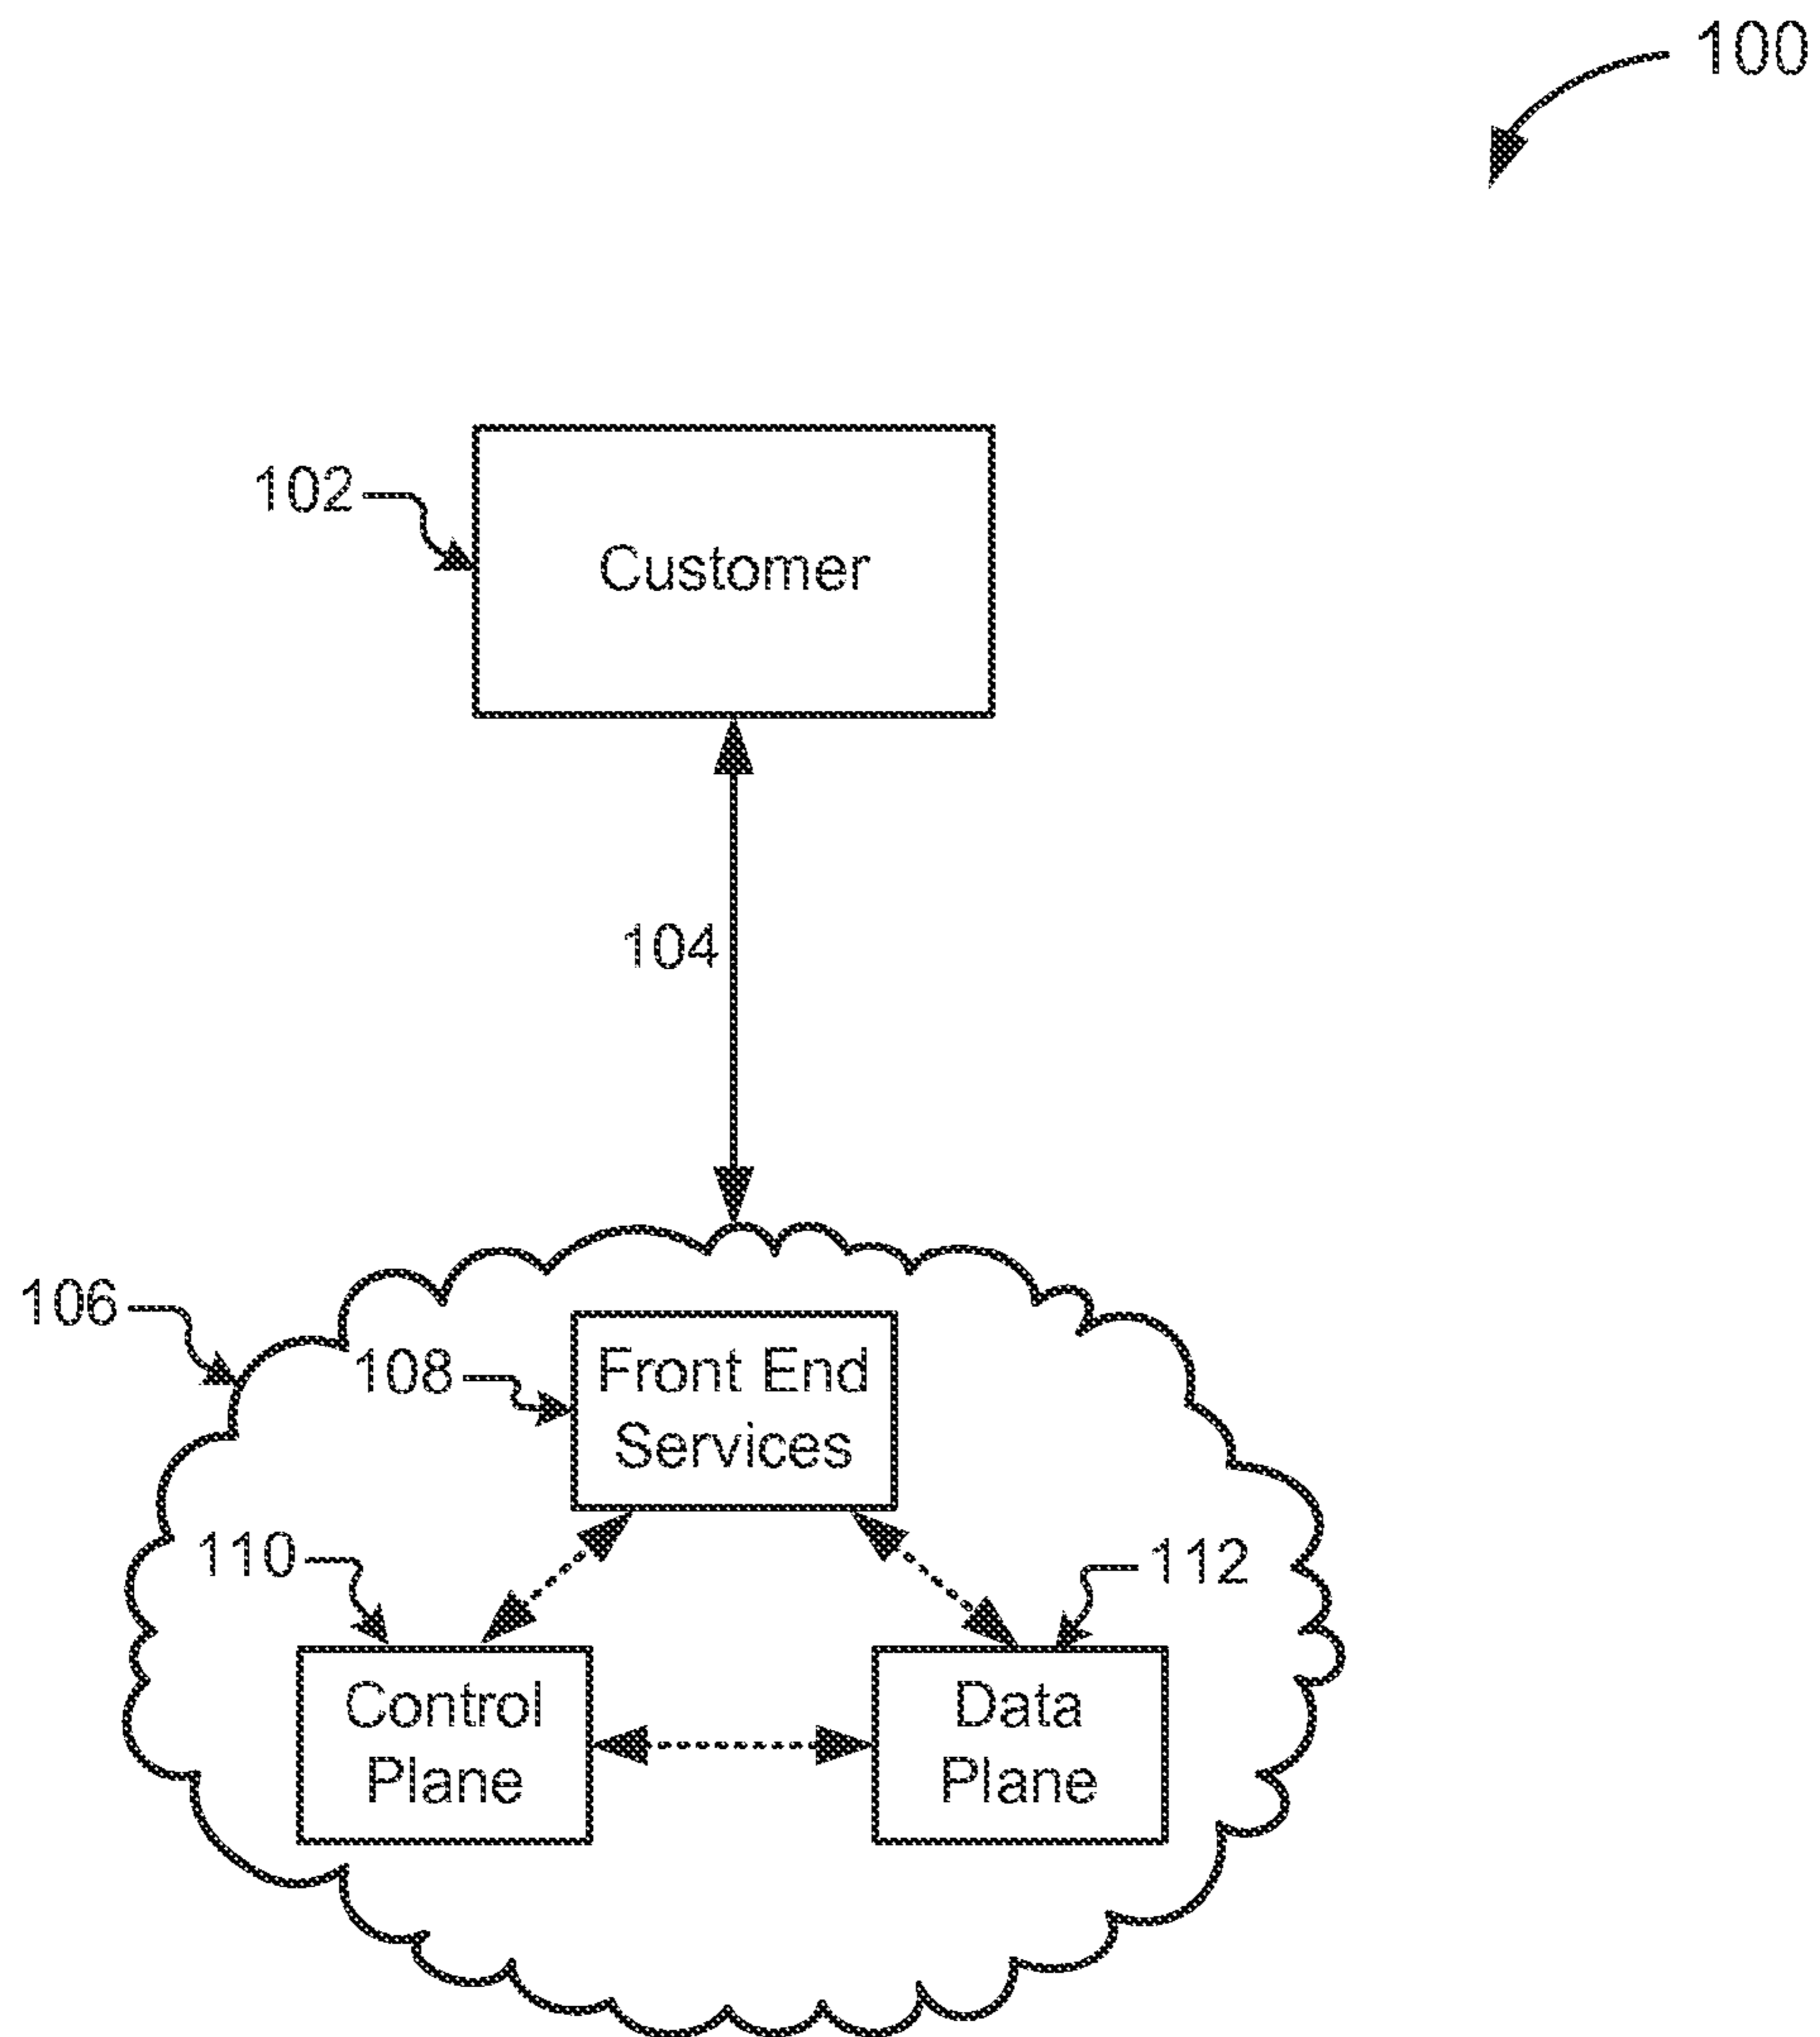 100
102
Customer
104
106
108
Front End
Services
110
112
Control
Plane
Data
Plane